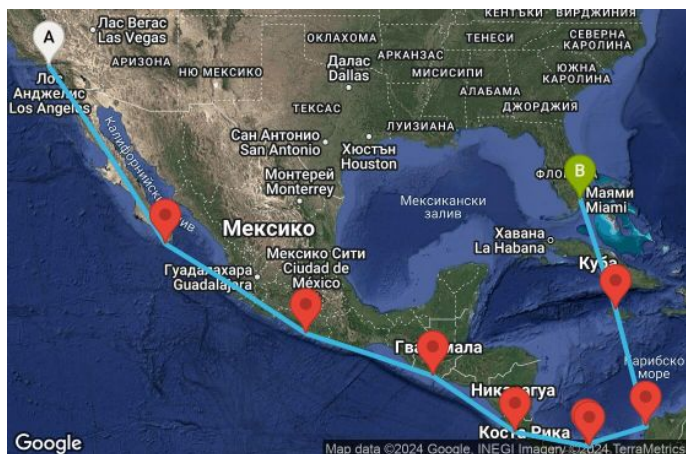 A
Лас Вегас
Las Vegas
АРИЗОНА
НЮ МЕКСИКО
ОКЛАХОМА
КЕНТЪКИ
ВИРДЖИНИЯ
ТЕНЕСИ
СЕВЕРНА
КАРОЛИНА
АРКАНЗАС
Далас
Dallas
МИСИСИПИ
ЮЖНА
КАРОЛИНА
АЛАБАМА
ДЖОРДЖИЯ
Лос
Анджелис
Los Angeles
ТЕКСАС
ЛУИЗИАНА
Сан Антонио
San Antonio
Хюстън
Houston
Монтерей
Monterrey
B
Маями
Miami
Мексикански
залив
Хавана
La Habana
Куба
Мексико
Мексико Сити
Ciudad de
México
Гуадалахара
Guadalajara
Море
Коста Рика
Google
Map data ©2024 Google, INEGI Imagery ©2024 TerraMetrics